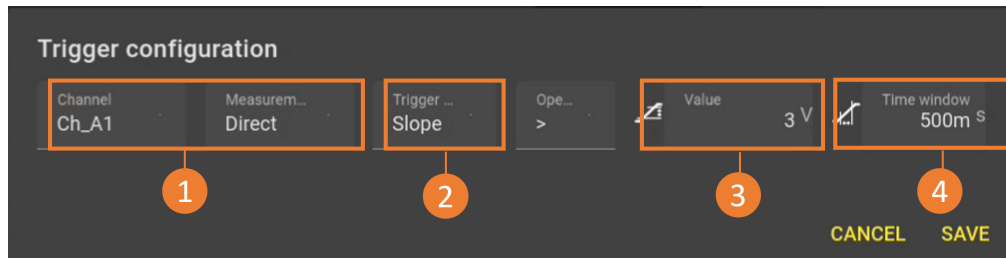 Trigger configuration
Channel Measurem... Trigger ... Ope... Value Time window
Ch_A1 Direct Slope > 3 V 500m s
1 2 3 4
CANCEL SAVE